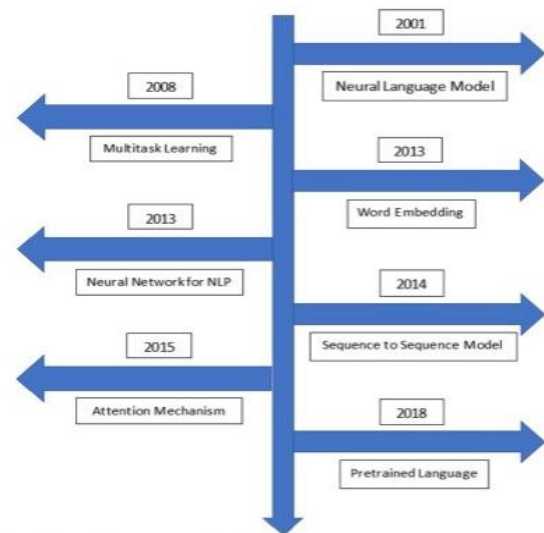 2001
Neural Language Model
2008
Multitask Learning
2013
Word Embedding
2013
Neural Network for NLP
2014
Sequence to Sequence Model
2015
Attention Mechanism
2018
Pretrained Language